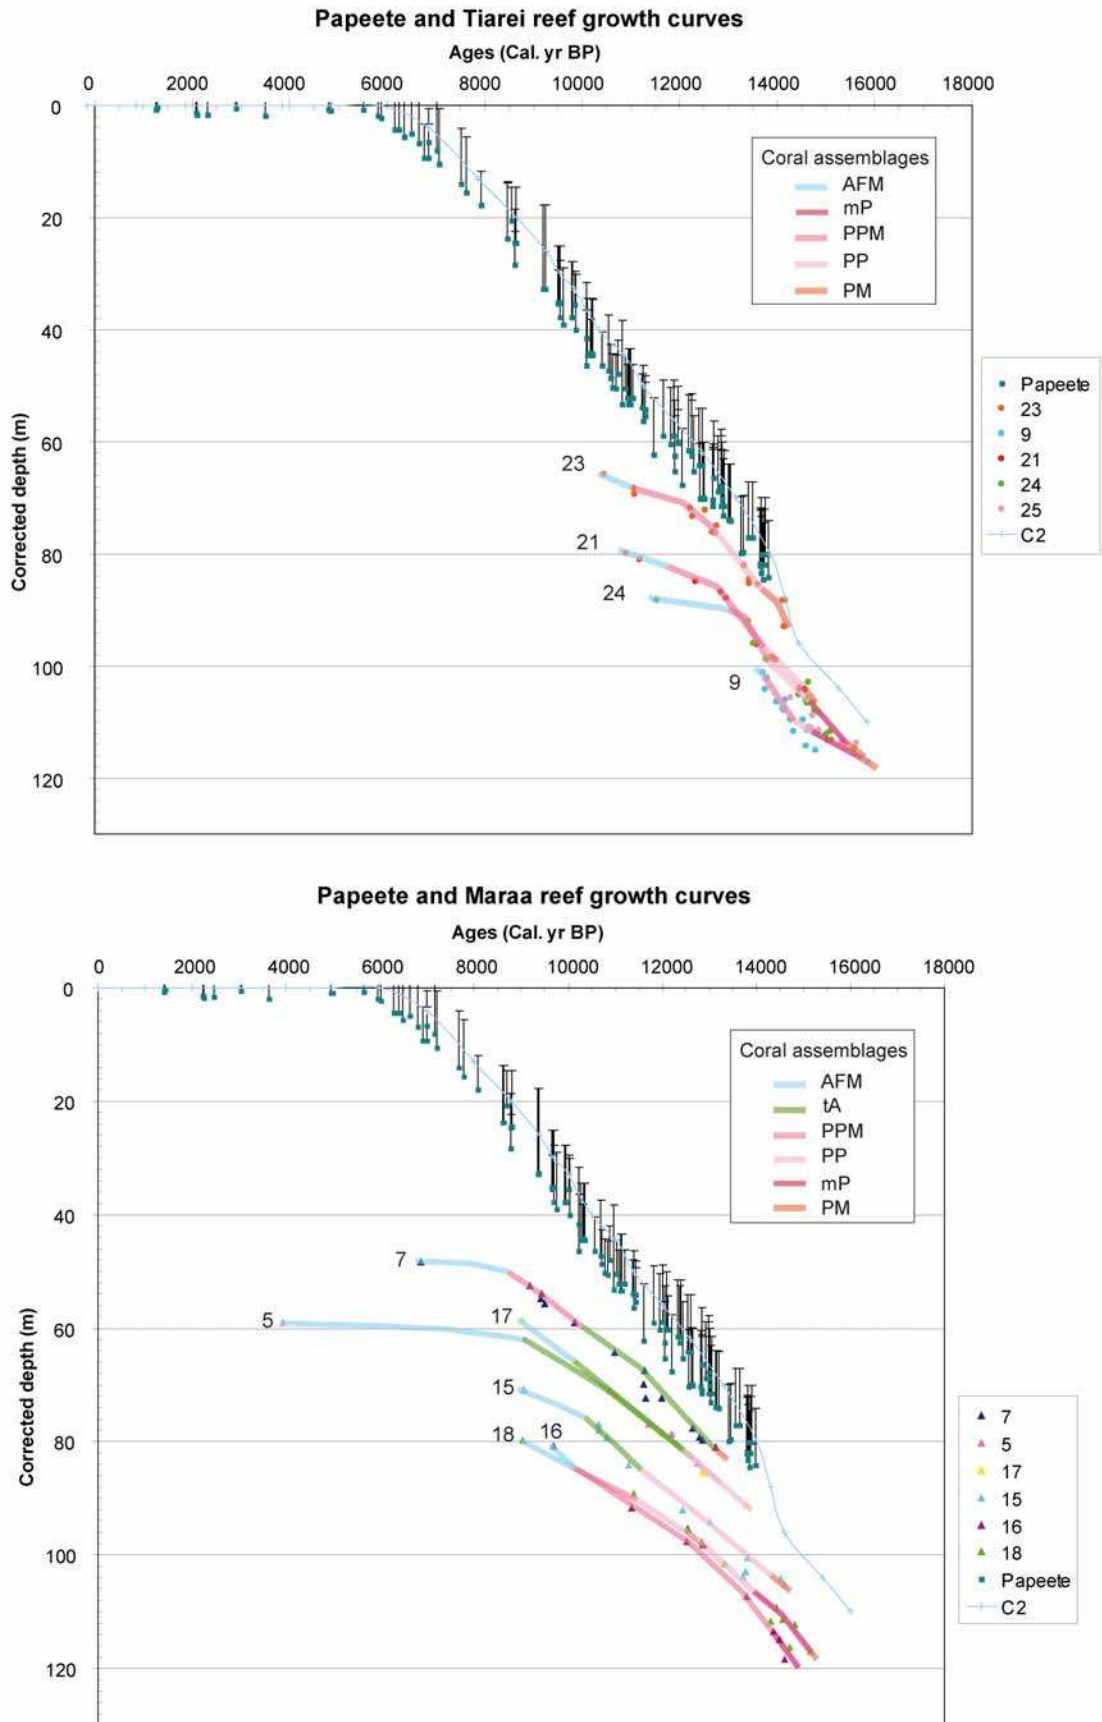 Papeete and Tiarei reef growth curves
Ages (Cal. yr BP)
0 2000 4000 6000 8000 10000 12000 14000 16000 18000
0
20
40
60
80
100
120
Corrected depth (m)
Coral assemblages
AFM
mP
PPM
PP
PM
23
21
24
9
Papeete
23
9
21
24
25
C2
Papeete and Maraa reef growth curves
Ages (Cal. yr BP)
0 2000 4000 6000 8000 10000 12000 14000 16000 18000
0
20
40
60
80
100
120
Corrected depth (m)
Coral assemblages
AFM
tA
PPM
PP
mP
PM
7
5
17
15
16
18
7
5
17
15
16
18
Papeete
C2